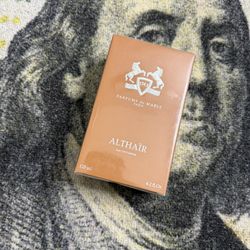 PARFUMS de MARLY
PARIS
ALTHAÏR
125 ml
4.2 fl.oz.